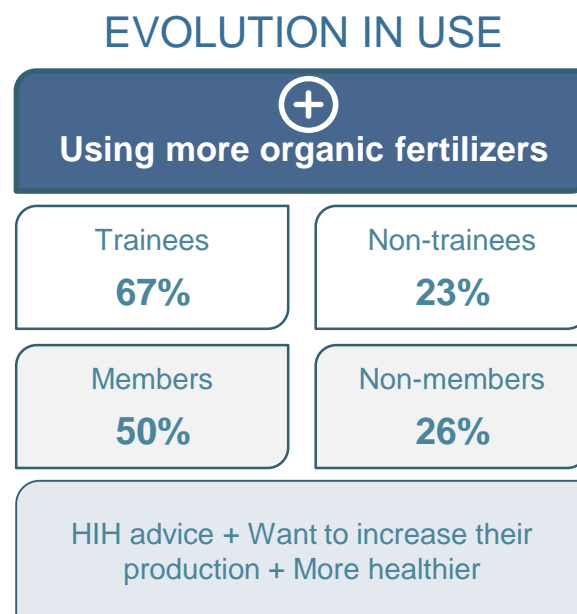 EVOLUTION IN USE
Using more organic fertilizers
Trainees
67%
Non-trainees
23%
Members
50%
Non-members
26%
HIH advice + Want to increase their
production + More healthier